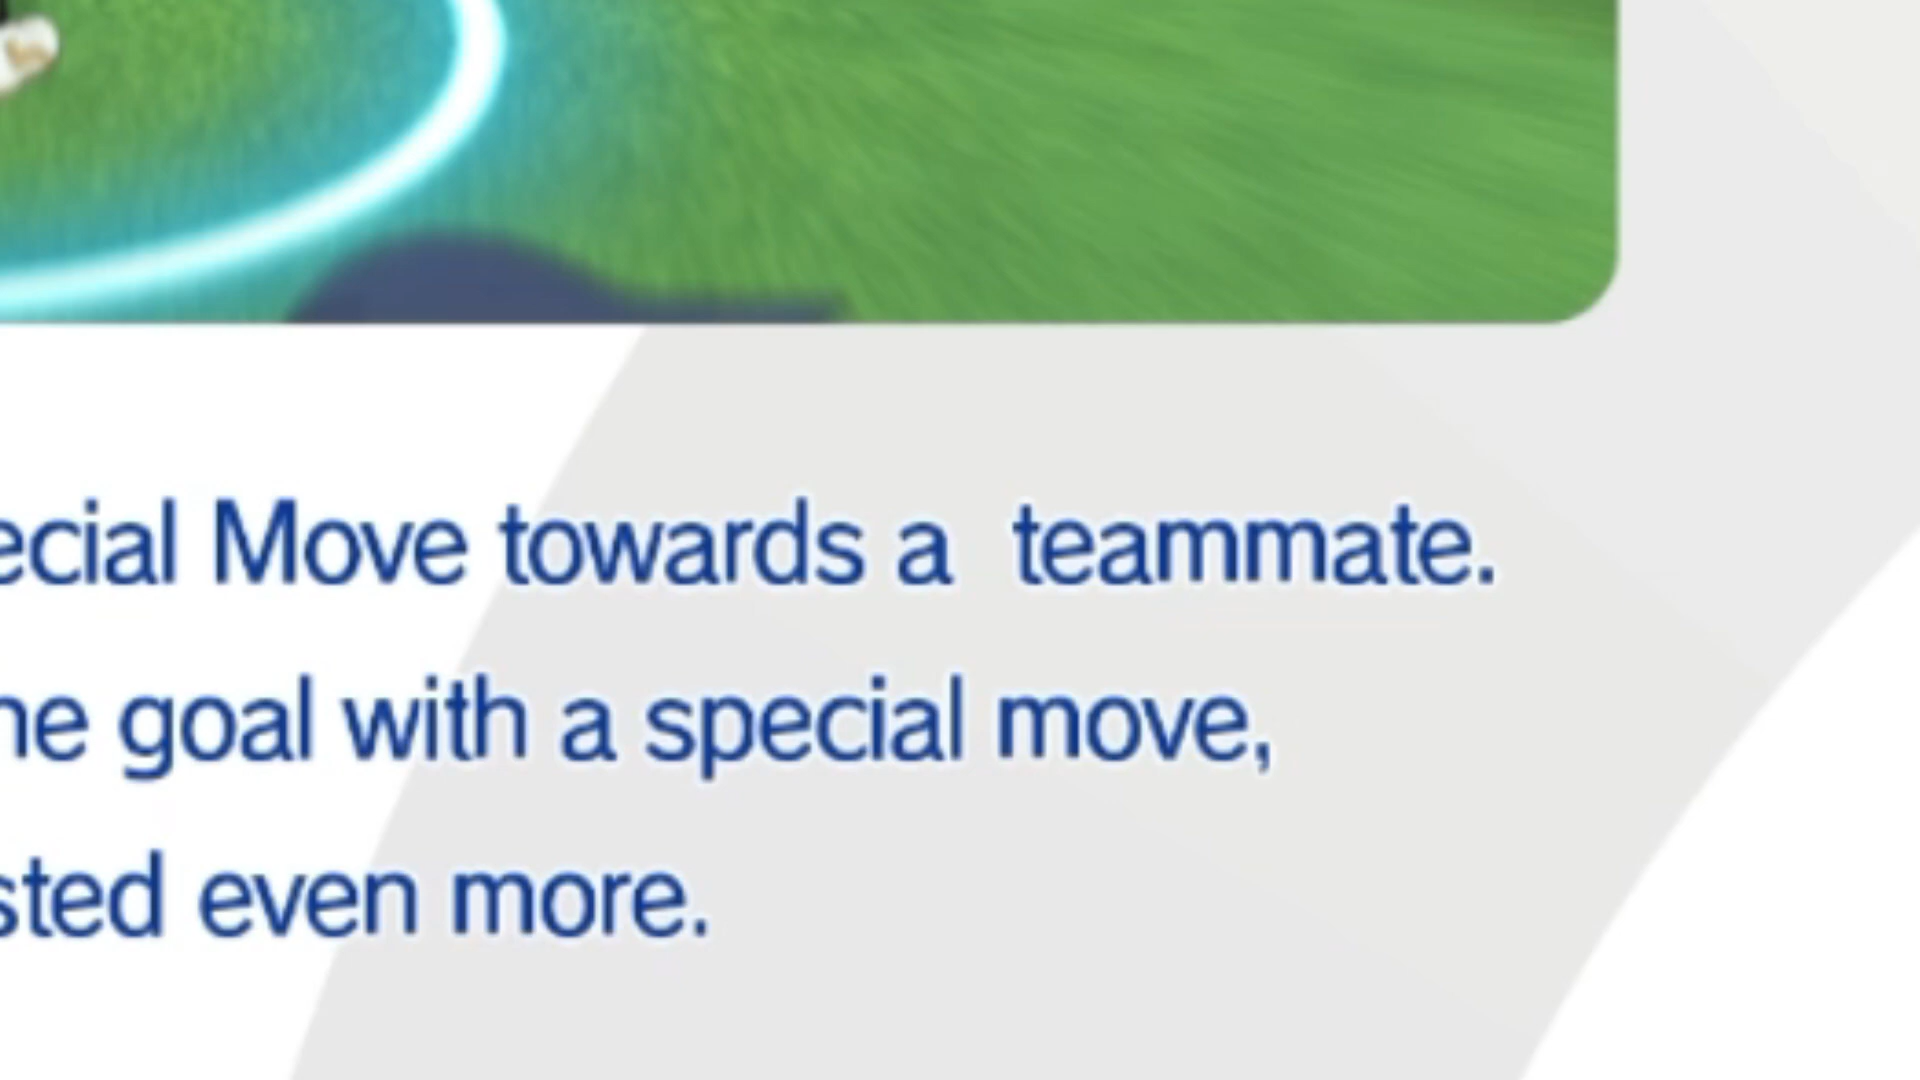 ecial Move towards a  teammate.
he goal with a special move,
sted even more.